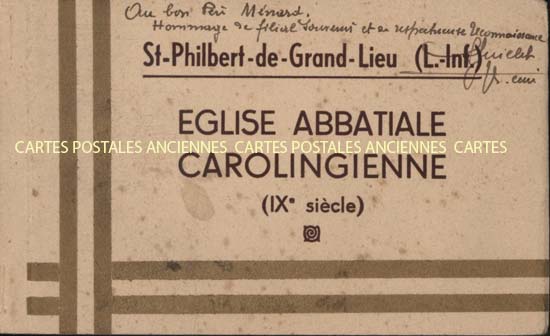 Au bon Père Ménard.
Hommage de filial souvenir et de respectueuse reconnaissance
St-Philbert-de-Grand-Lieu (L.-Inf.)
EGLISE ABBATIALE
CARTES POSTALES ANCIENNES CARTES POSTALES ANCIENNES CARTES
CAROLINGIENNE
(IXe siècle)